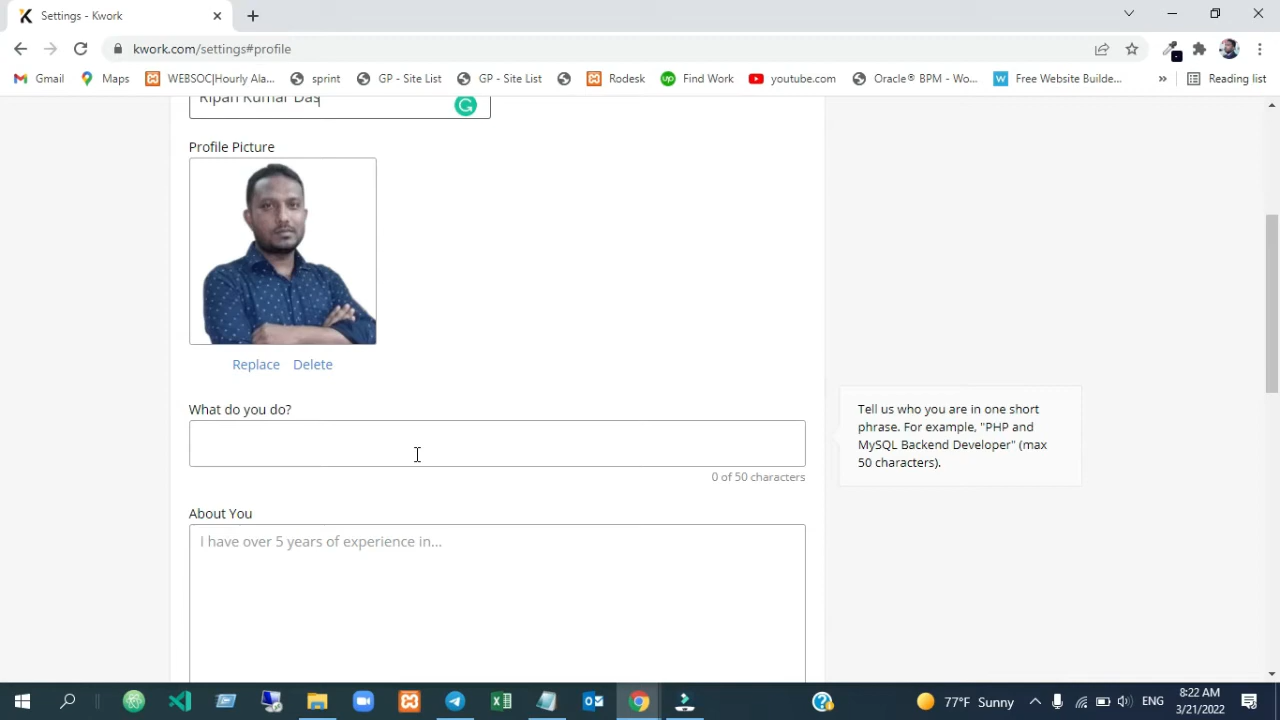 Settings - Kwork
kwork.com/settings#profile
Gmail
Maps
WEBSOC|Hourly Ala...
sprint
GP - Site List
GP - Site List
Rodesk
Find Work
youtube.com
Oracle® BPM - Wo...
Free Website Builde...
»
Reading list
Ripan Kumar Das
Profile Picture
Replace
Delete
What do you do?
0 of 50 characters
Tell us who you are in one short
phrase. For example, "PHP and
MySQL Backend Developer" (max
50 characters).
About You
I have over 5 years of experience in...
77°F Sunny
ENG
8:22 AM
3/21/2022